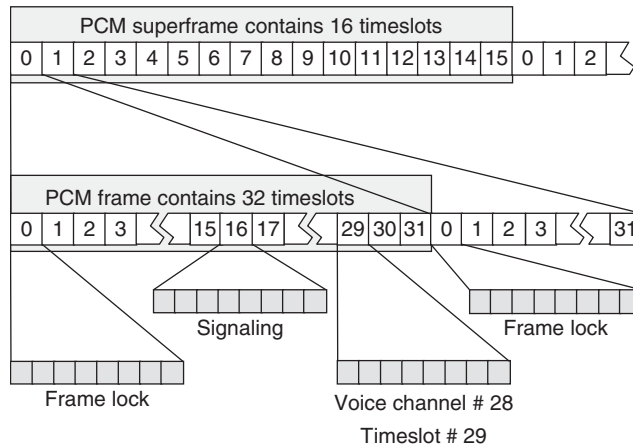 PCM superframe contains 16 timeslots
0 1 2 3 4 5 6 7 8 9 10 11 12 13 14 15 0 1 2
PCM frame contains 32 timeslots
0 1 2 3 15 16 17 29 30 31 0 1 2 3 31
Signaling
Frame lock
Frame lock
Voice channel # 28
Timeslot # 29